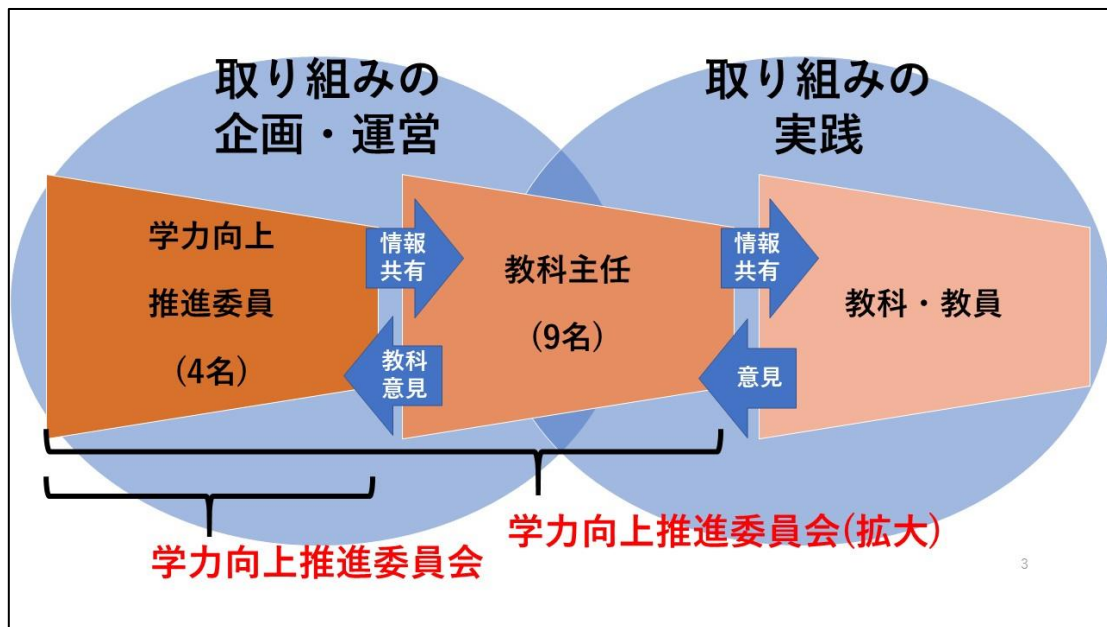 取り組みの
企画・運営
取り組みの
実践
学力向上
推進委員
(4名)
情報
共有
教科
意見
教科主任
(9名)
情報
共有
意見
教科・教員
学力向上推進委員会(拡大)
学力向上推進委員会
3